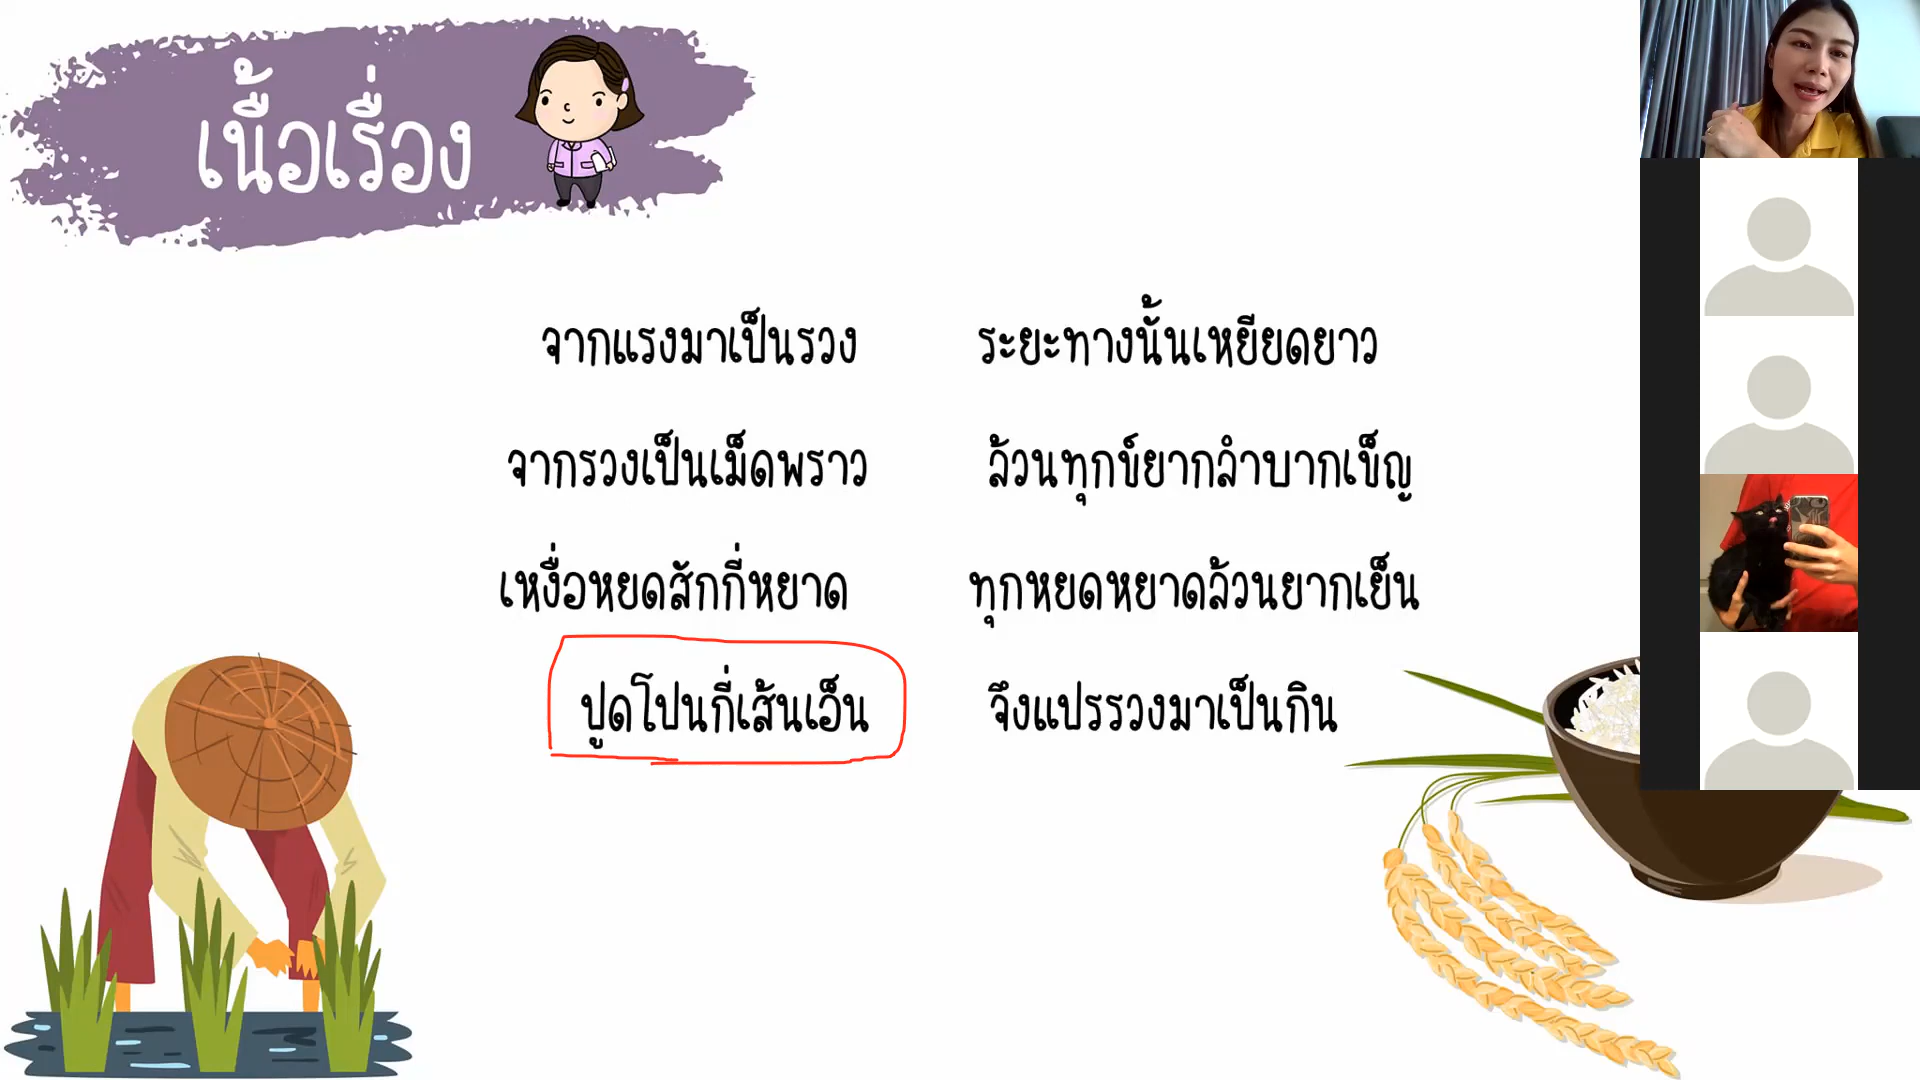 เนื้อเรื่อง
จากแรงมาเป็นรวง ระยะทางนั้นเหยียดยาว
จากรวงเป็นเม็ดพราว ล้วนทุกข์ยากลำบากเข็ญ
เหงื่อหยดสักกี่หยาด ทุกหยดหยาดล้วนยากเย็น
ปูดโปนกี่เส้นเอ็น จึงแปรรวงมาเป็นกิน